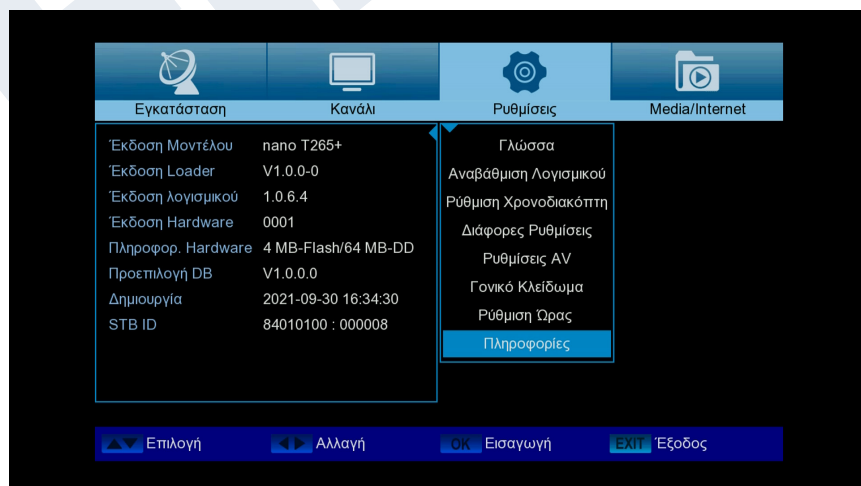 Εγκατάσταση Κανάλι Ρυθμίσεις Media/Internet
Έκδοση Μοντέλου nano T265+
Έκδοση Loader V1.0.0-0
Έκδοση λογισμικού 1.0.6.4
Έκδοση Hardware 0001
Πληροφορ. Hardware 4 MB-Flash/64 MB-DD
Προεπιλογή DB V1.0.0.0
Δημιουργία 2021-09-30 16:34:30
STB ID 84010100 : 000008
Γλώσσα
Αναβάθμιση Λογισμικού
Ρύθμιση Χρονοδιακόπτη
Διάφορες Ρυθμίσεις
Ρυθμίσεις AV
Γονικό Κλείδωμα
Ρύθμιση Ώρας
Πληροφορίες
Επιλογή Αλλαγή OK Εισαγωγή EXIT Έξοδος